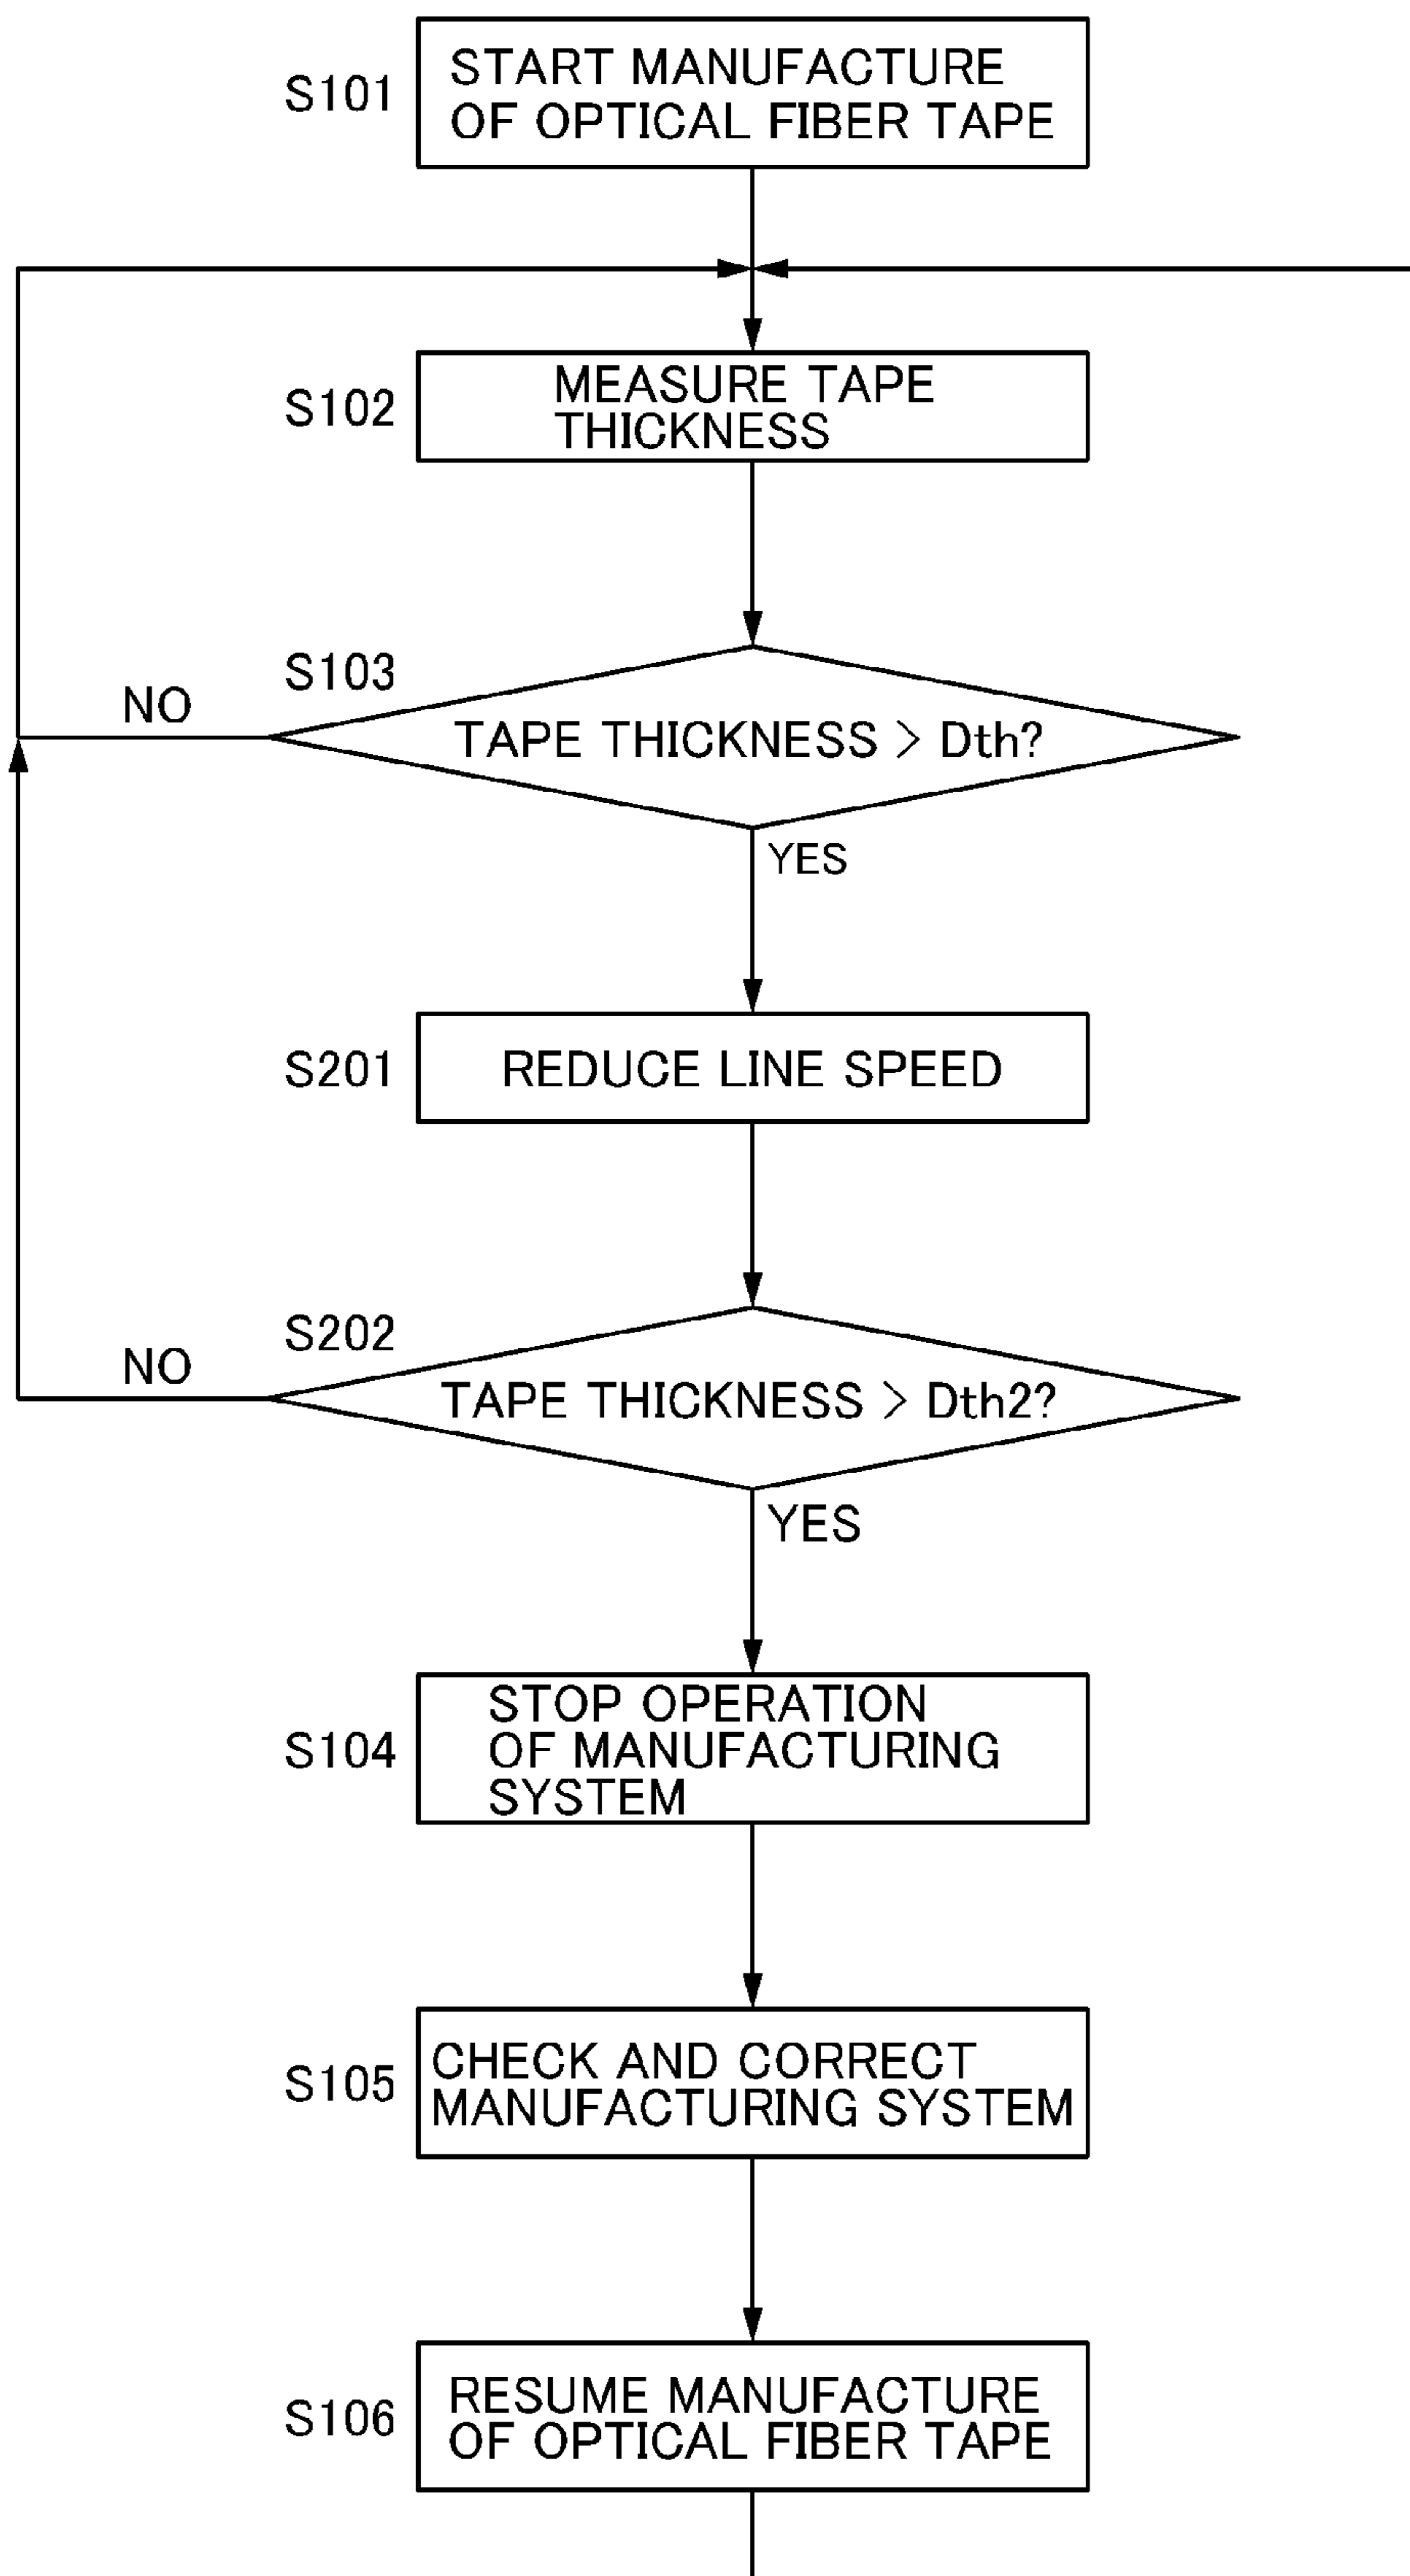 S101
START MANUFACTURE
OF OPTICAL FIBER TAPE
S102
MEASURE TAPE
THICKNESS
S103
NO
TAPE THICKNESS > Dth?
YES
S201
REDUCE LINE SPEED
S202
NO
TAPE THICKNESS > Dth2?
YES
S104
STOP OPERATION
OF MANUFACTURING
SYSTEM
S105
CHECK AND CORRECT
MANUFACTURING SYSTEM
S106
RESUME MANUFACTURE
OF OPTICAL FIBER TAPE